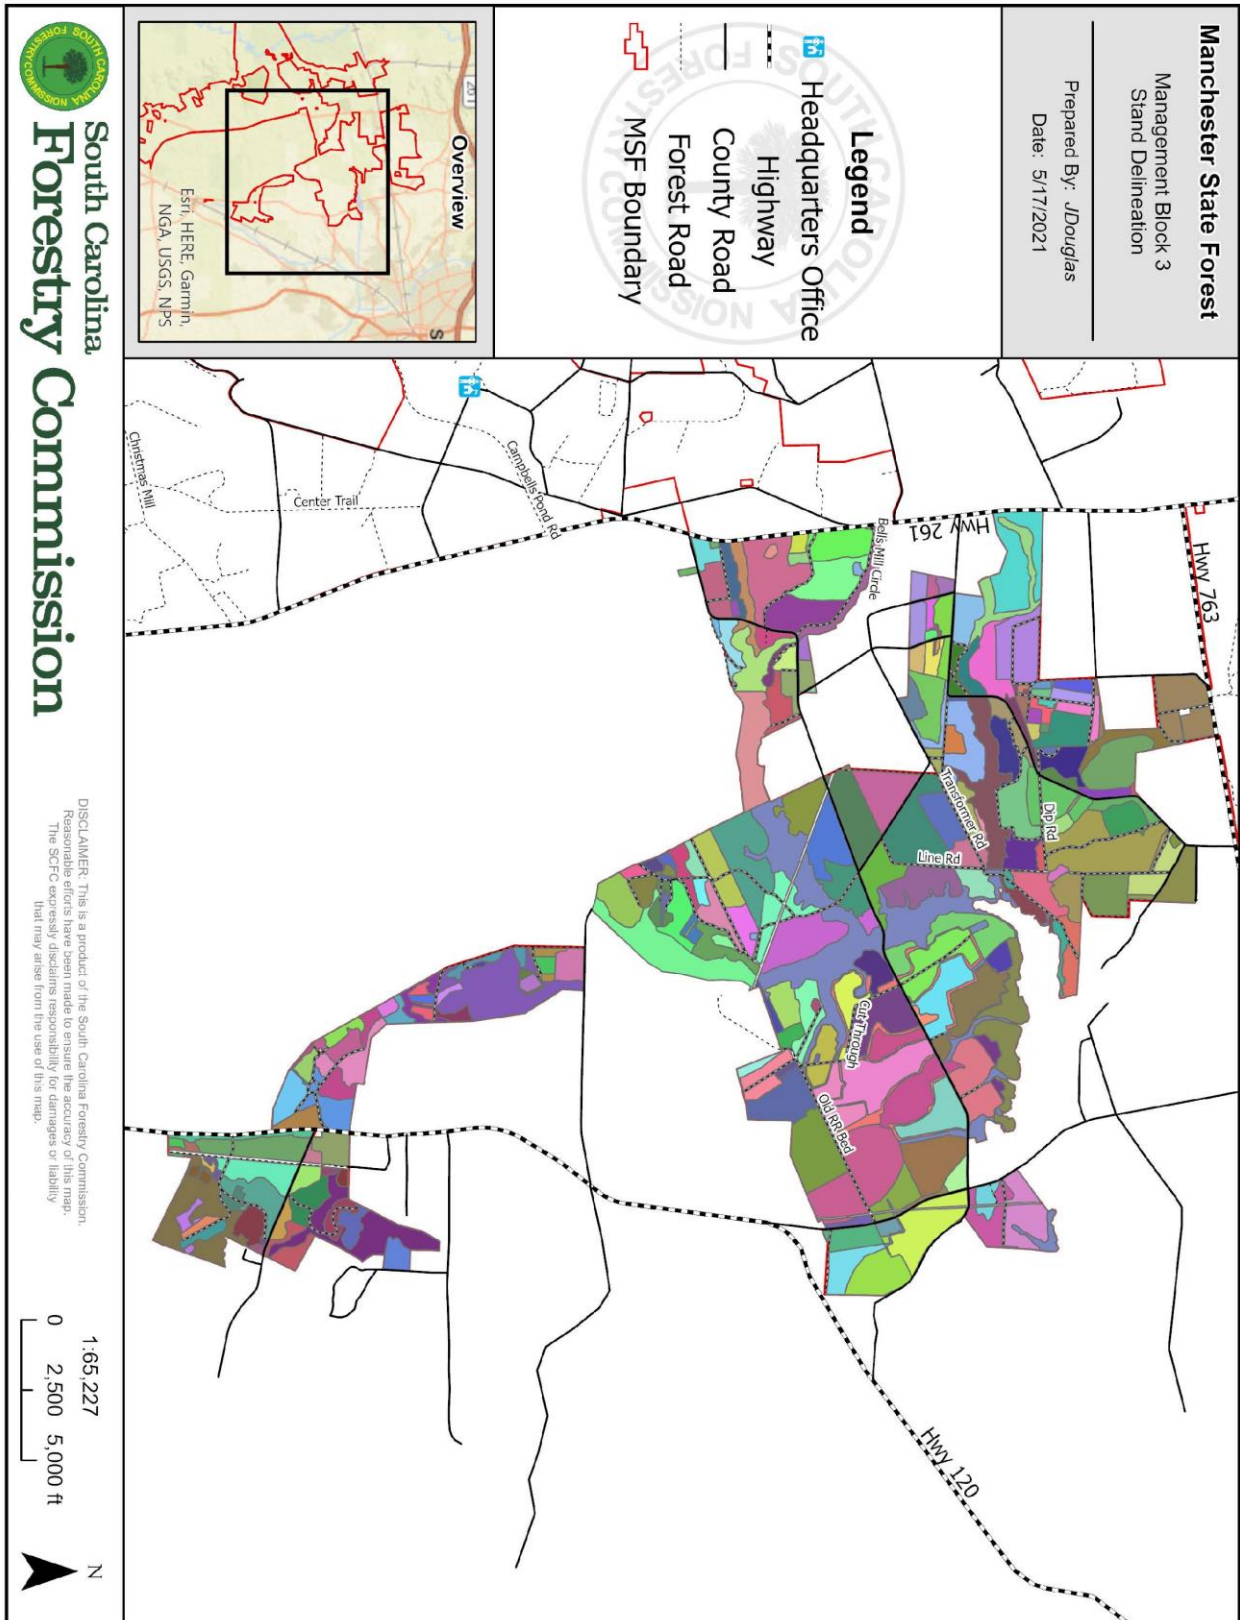 Manchester State Forest
Management Block 3
Stand Delineation
Prepared By: JDouglas
Date: 5/17/2021
Legend
Headquarters Office
Highway
County Road
Forest Road
MSF Boundary
SOUTH CAROLINA
FORESTRY COMMISSION
Overview
261
S
Esri, HERE, Garmin,
NGA, USGS, NPS
Hwy 763
Hwy 261
Bells Mill Circle
Dip Rd
Transformer Rd
Line Rd
Campbells Pond Rd
Center Trail
Christmas Mill
Cut Through
Old RR Bed
Hwy 120
SOUTH CAROLINA
FORESTRY COMMISSION
South Carolina
Forestry Commission
DISCLAIMER: This is a product of the South Carolina Forestry Commission.
Reasonable efforts have been made to ensure the accuracy of this map.
The SCFC expressly disclaims responsibility for damages or liability
that may arise from the use of this map.
1:65,227
0 2,500 5,000 ft
N